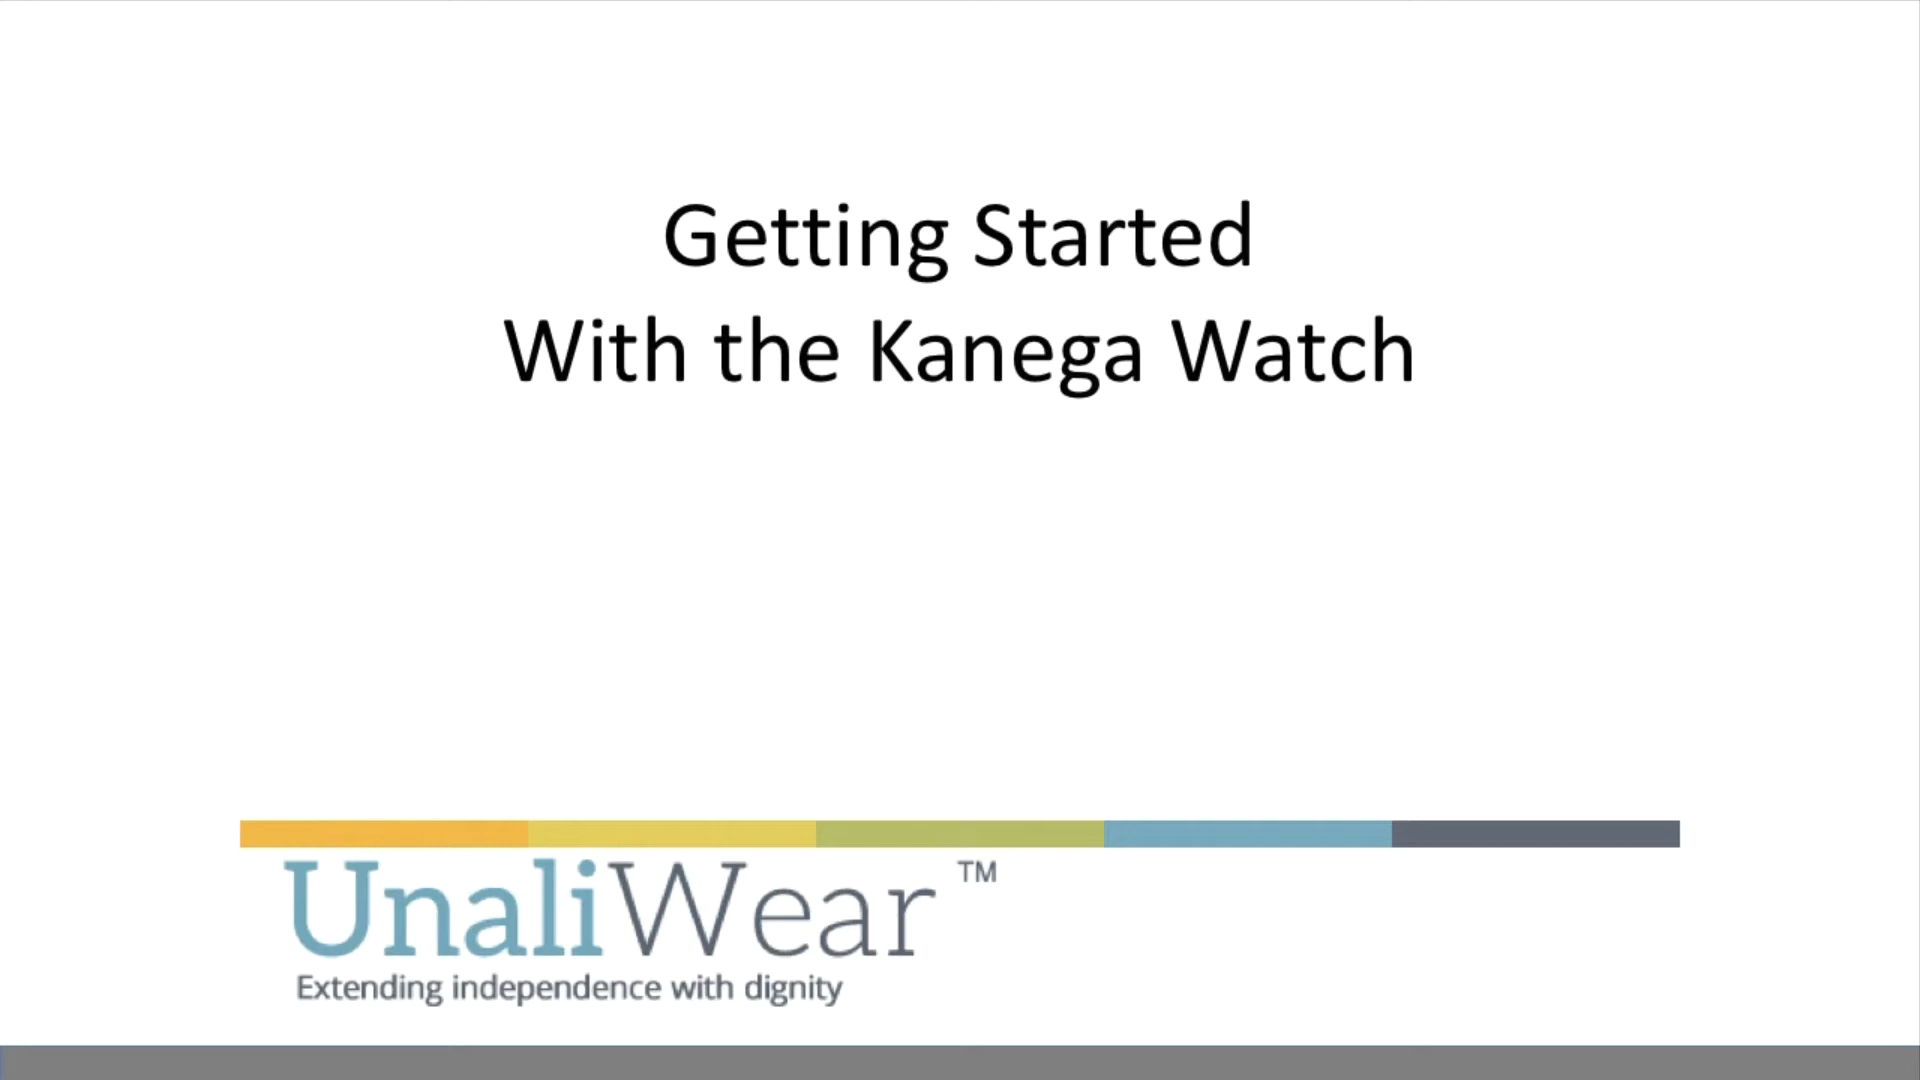 Getting Started
With the Kanega Watch
UnaliWear™
Extending independence with dignity